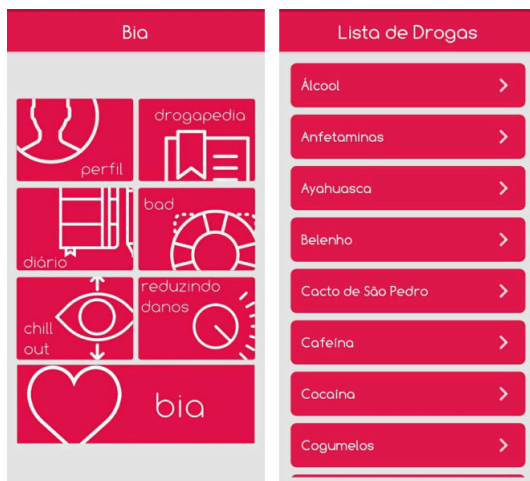 Bia
perfil
drogapedia
diário
bad
chill
out
reduzindo
danos
bia
Lista de Drogas
Álcool
Anfetaminas
Ayahuasca
Belenho
Cacto de São Pedro
Cafeína
Cocaína
Cogumelos